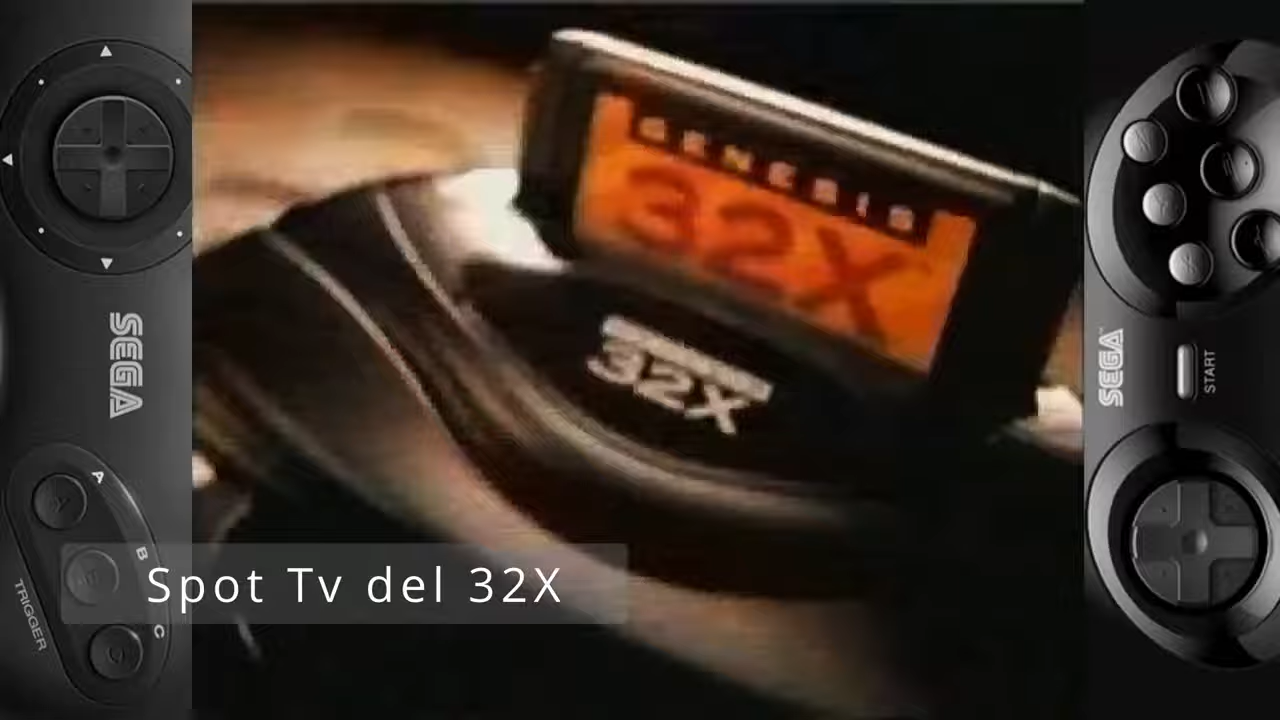 GENESIS
32X
32X
Spot Tv del 32X
SEGA
A
B
C
TRIGGER
SEGA
START